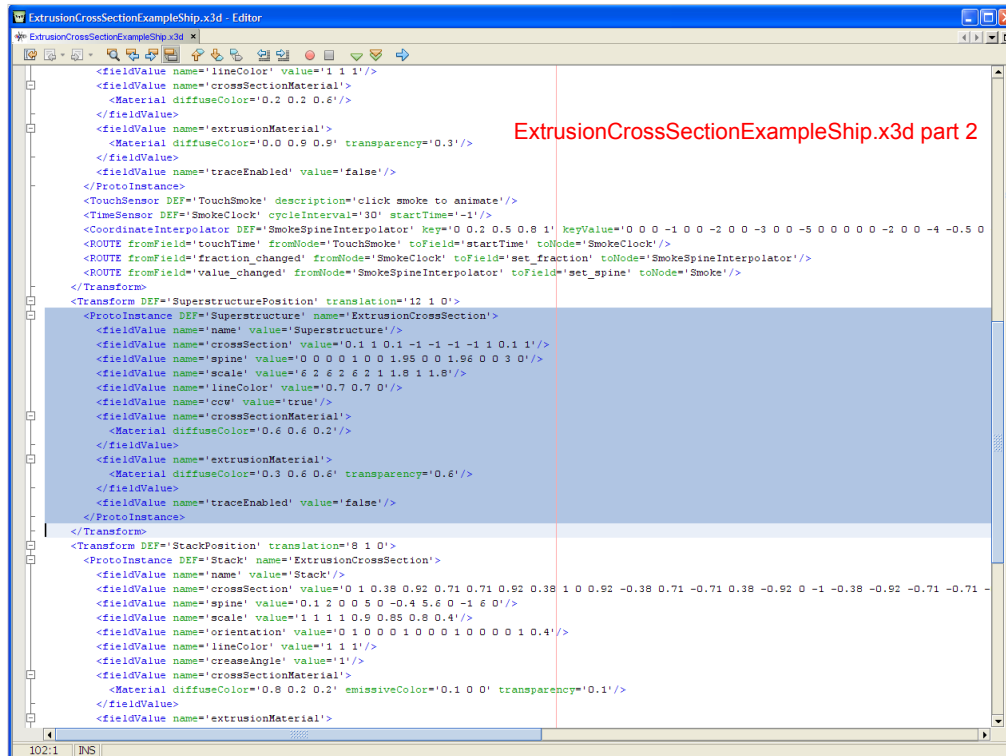 ExtrusionCrossSectionExampleShip.x3d - Editor
ExtrusionCrossSectionExampleShip.x3d
<fieldValue name='lineColor' value='1 1 1'/>
<fieldValue name='crossSectionMaterial'>
<Material diffuseColor='0.2 0.2 0.6'/>
</fieldValue>
<fieldValue name='extrusionMaterial'>
ExtrusionCrossSectionExampleShip.x3d part 2
<Material diffuseColor='0.0 0.9 0.9' transparency='0.3'/>
</fieldValue>
<fieldValue name='traceEnabled' value='false'/>
</ProtoInstance>
<TouchSensor DEF='TouchSmoke' description='click smoke to animate'/>
<TimeSensor DEF='SmokeClock' cycleInterval='30' startTime='-1'/>
<CoordinateInterpolator DEF='SmokeSpineInterpolator' key='0 0.2 0.5 0.8 1' keyValue='0 0 0 -1 0 0 -2 0 0 -3 0 0 -5 0 0 0 0 0 -2 0 0 -4 -0.5 0
<ROUTE fromField='touchTime' fromNode='TouchSmoke' toField='startTime' toNode='SmokeClock'/>
<ROUTE fromField='fraction_changed' fromNode='SmokeClock' toField='set_fraction' toNode='SmokeSpineInterpolator'/>
<ROUTE fromField='value_changed' fromNode='SmokeSpineInterpolator' toField='set_spine' toNode='Smoke'/>
</Transform>
<Transform DEF='SuperstructurePosition' translation='12 1 0'>
<ProtoInstance DEF='Superstructure' name='ExtrusionCrossSection'>
<fieldValue name='name' value='Superstructure'/>
<fieldValue name='crossSection' value='0.1 1 0.1 -1 -1 -1 -1 1 0.1 1'/>
<fieldValue name='spine' value='0 0 0 0 1 0 0 1.95 0 0 1.96 0 0 3 0'/>
<fieldValue name='scale' value='6 2 6 2 6 2 1 1.8 1 1.8'/>
<fieldValue name='lineColor' value='0.7 0.7 0'/>
<fieldValue name='ccw' value='true'/>
<fieldValue name='crossSectionMaterial'>
<Material diffuseColor='0.6 0.6 0.2'/>
</fieldValue>
<fieldValue name='extrusionMaterial'>
<Material diffuseColor='0.3 0.6 0.6' transparency='0.6'/>
</fieldValue>
<fieldValue name='traceEnabled' value='false'/>
</ProtoInstance>
</Transform>
<Transform DEF='StackPosition' translation='8 1 0'>
<ProtoInstance DEF='Stack' name='ExtrusionCrossSection'>
<fieldValue name='name' value='Stack'/>
<fieldValue name='crossSection' value='0 1 0.38 0.92 0.71 0.71 0.92 0.38 1 0 0.92 -0.38 0.71 -0.71 0.38 -0.92 0 -1 -0.38 -0.92 -0.71 -0.71 -
<fieldValue name='spine' value='0.1 2 0 0 5 0 -0.4 5.6 0 -1 6 0'/>
<fieldValue name='scale' value='1 1 1 1 0.9 0.85 0.8 0.4'/>
<fieldValue name='orientation' value='0 1 0 0 0 1 0 0 0 1 0 0 0 0 1 0.4'/>
<fieldValue name='lineColor' value='1 1 1'/>
<fieldValue name='creaseAngle' value='1'/>
<fieldValue name='crossSectionMaterial'>
<Material diffuseColor='0.8 0.2 0.2' emissiveColor='0.1 0 0' transparency='0.1'/>
</fieldValue>
<fieldValue name='extrusionMaterial'>
102:1 INS